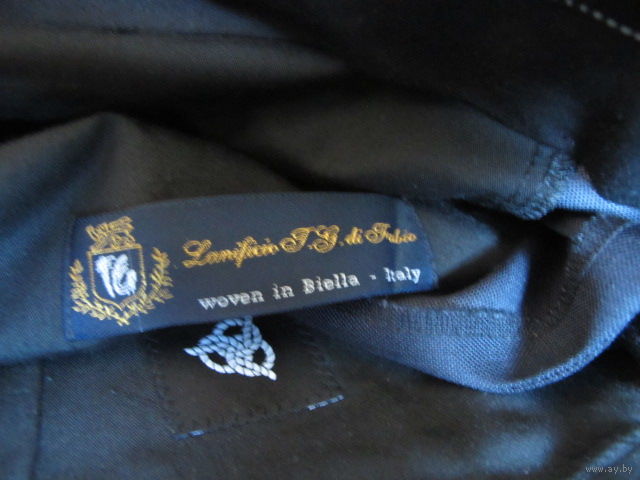 Lanificio T.G. di Fabio
woven in Biella - Italy
www.ay.by